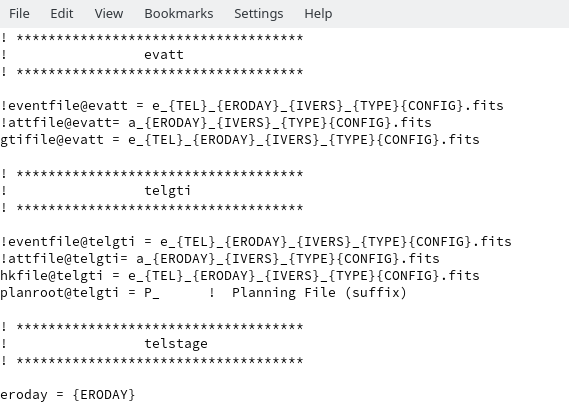 File Edit View Bookmarks Settings Help
! ************************************
! evatt
! ************************************
!eventfile@evatt = e_{TEL}_{ERODAY}_{IVERS}_{TYPE}{CONFIG}.fits
!attfile@evatt= a_{ERODAY}_{IVERS}_{TYPE}{CONFIG}.fits
gtifile@evatt = e_{TEL}_{ERODAY}_{IVERS}_{TYPE}{CONFIG}.fits
! ************************************
! telgti
! ************************************
!eventfile@telgti = e_{TEL}_{ERODAY}_{IVERS}_{TYPE}{CONFIG}.fits
!attfile@telgti= a_{ERODAY}_{IVERS}_{TYPE}{CONFIG}.fits
hkfile@telgti = e_{TEL}_{ERODAY}_{IVERS}_{TYPE}{CONFIG}.fits
planroot@telgti = P_ ! Planning File (suffix)
! ************************************
! telstage
! ************************************
eroday = {ERODAY}